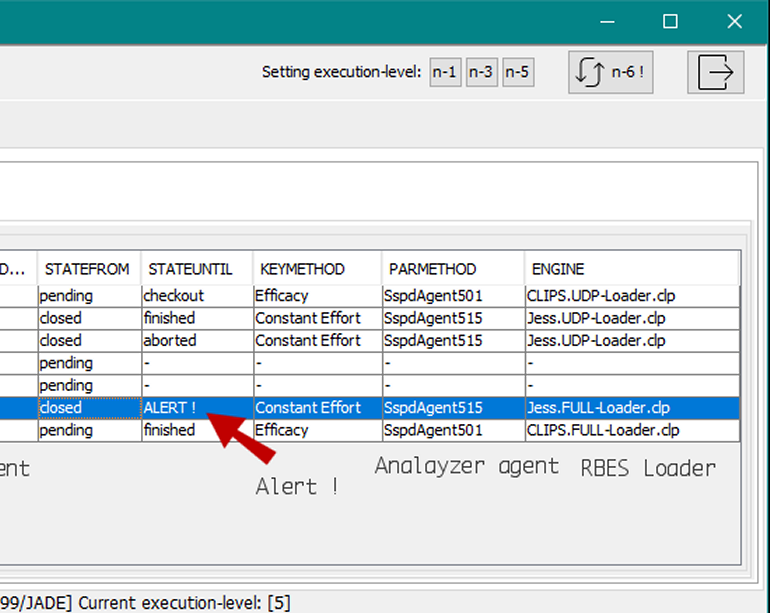 Setting execution-level: n-1 n-3 n-5 n-6 !
D... STATEFROM STATEUNTIL KEYMETHOD PARMETHOD ENGINE
pending checkout Efficacy SspdAgent501 CLIPS.UDP-Loader.clp
closed finished Constant Effort SspdAgent515 Jess.UDP-Loader.clp
closed aborted Constant Effort SspdAgent515 Jess.UDP-Loader.clp
pending - - - -
pending - - - -
closed ALERT ! Constant Effort SspdAgent515 Jess.FULL-Loader.clp
pending finished Efficacy SspdAgent501 CLIPS.FULL-Loader.clp
ent Alert ! Analayzer agent RBES Loader
99/JADE] Current execution-level: [5]